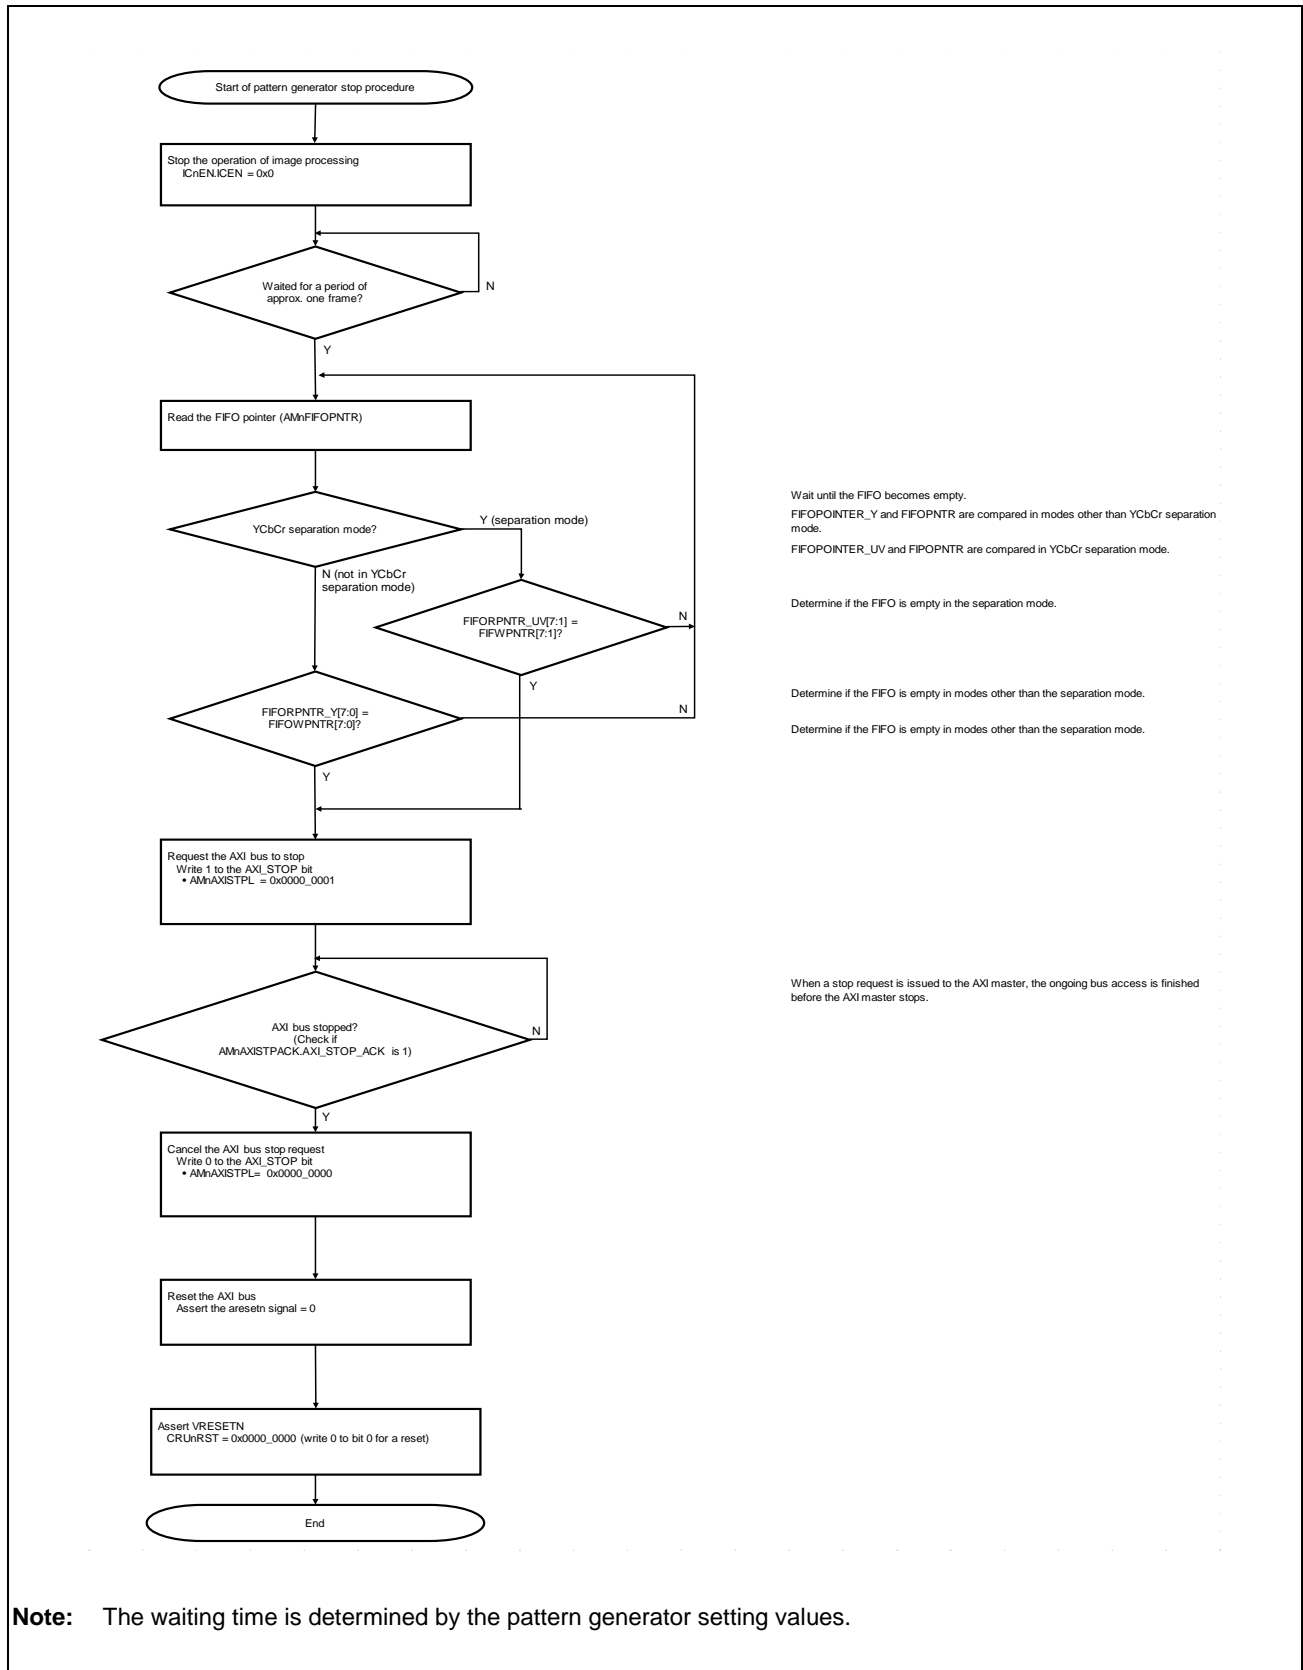 Start of pattern generator stop procedure
Stop the operation of image processing
ICnEN.ICEN = 0x0
Waited for a period of
approx. one frame?
N
Y
Read the FIFO pointer (AMnFIFOPNTR)
YCbCr separation mode?
Y (separation mode)
N (not in YCbCr
separation mode)
Wait until the FIFO becomes empty.
FIFOPOINTER_Y and FIFOPNTR are compared in modes other than YCbCr separation
mode.
FIFOPOINTER_UV and FIPOPNTR are compared in YCbCr separation mode.
Determine if the FIFO is empty in the separation mode.
FIFORPNTR_UV[7:1] =
FIFWPNTR[7:1]?
N
Y
FIFORPNTR_Y[7:0] =
FIFOWPNTR[7:0]?
N
Y
Determine if the FIFO is empty in modes other than the separation mode.
Determine if the FIFO is empty in modes other than the separation mode.
Request the AXI bus to stop
Write 1 to the AXI_STOP bit
• AMnAXISTPL = 0x0000_0001
When a stop request is issued to the AXI master, the ongoing bus access is finished
before the AXI master stops.
AXI bus stopped?
(Check if
AMnAXISTPACK.AXI_STOP_ACK is 1)
N
Y
Cancel the AXI bus stop request
Write 0 to the AXI_STOP bit
• AMnAXISTPL= 0x0000_0000
Reset the AXI bus
Assert the aresetn signal = 0
Assert VRESETN
CRUnRST = 0x0000_0000 (write 0 to bit 0 for a reset)
End
Note: The waiting time is determined by the pattern generator setting values.